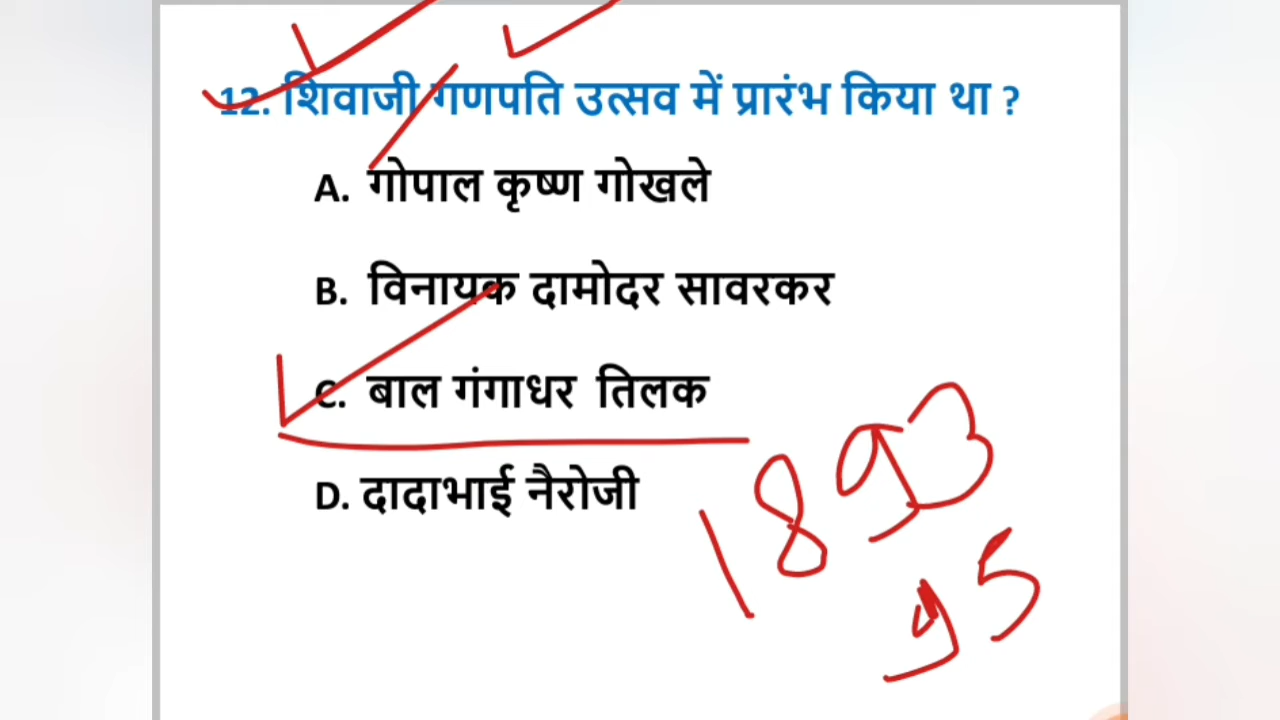 12. शिवाजी गणपति उत्सव में प्रारंभ किया था ?
A. गोपाल कृष्ण गोखले
B. विनायक दामोदर सावरकर
C. बाल गंगाधर तिलक
D. दादाभाई नैरोजी
1893
95